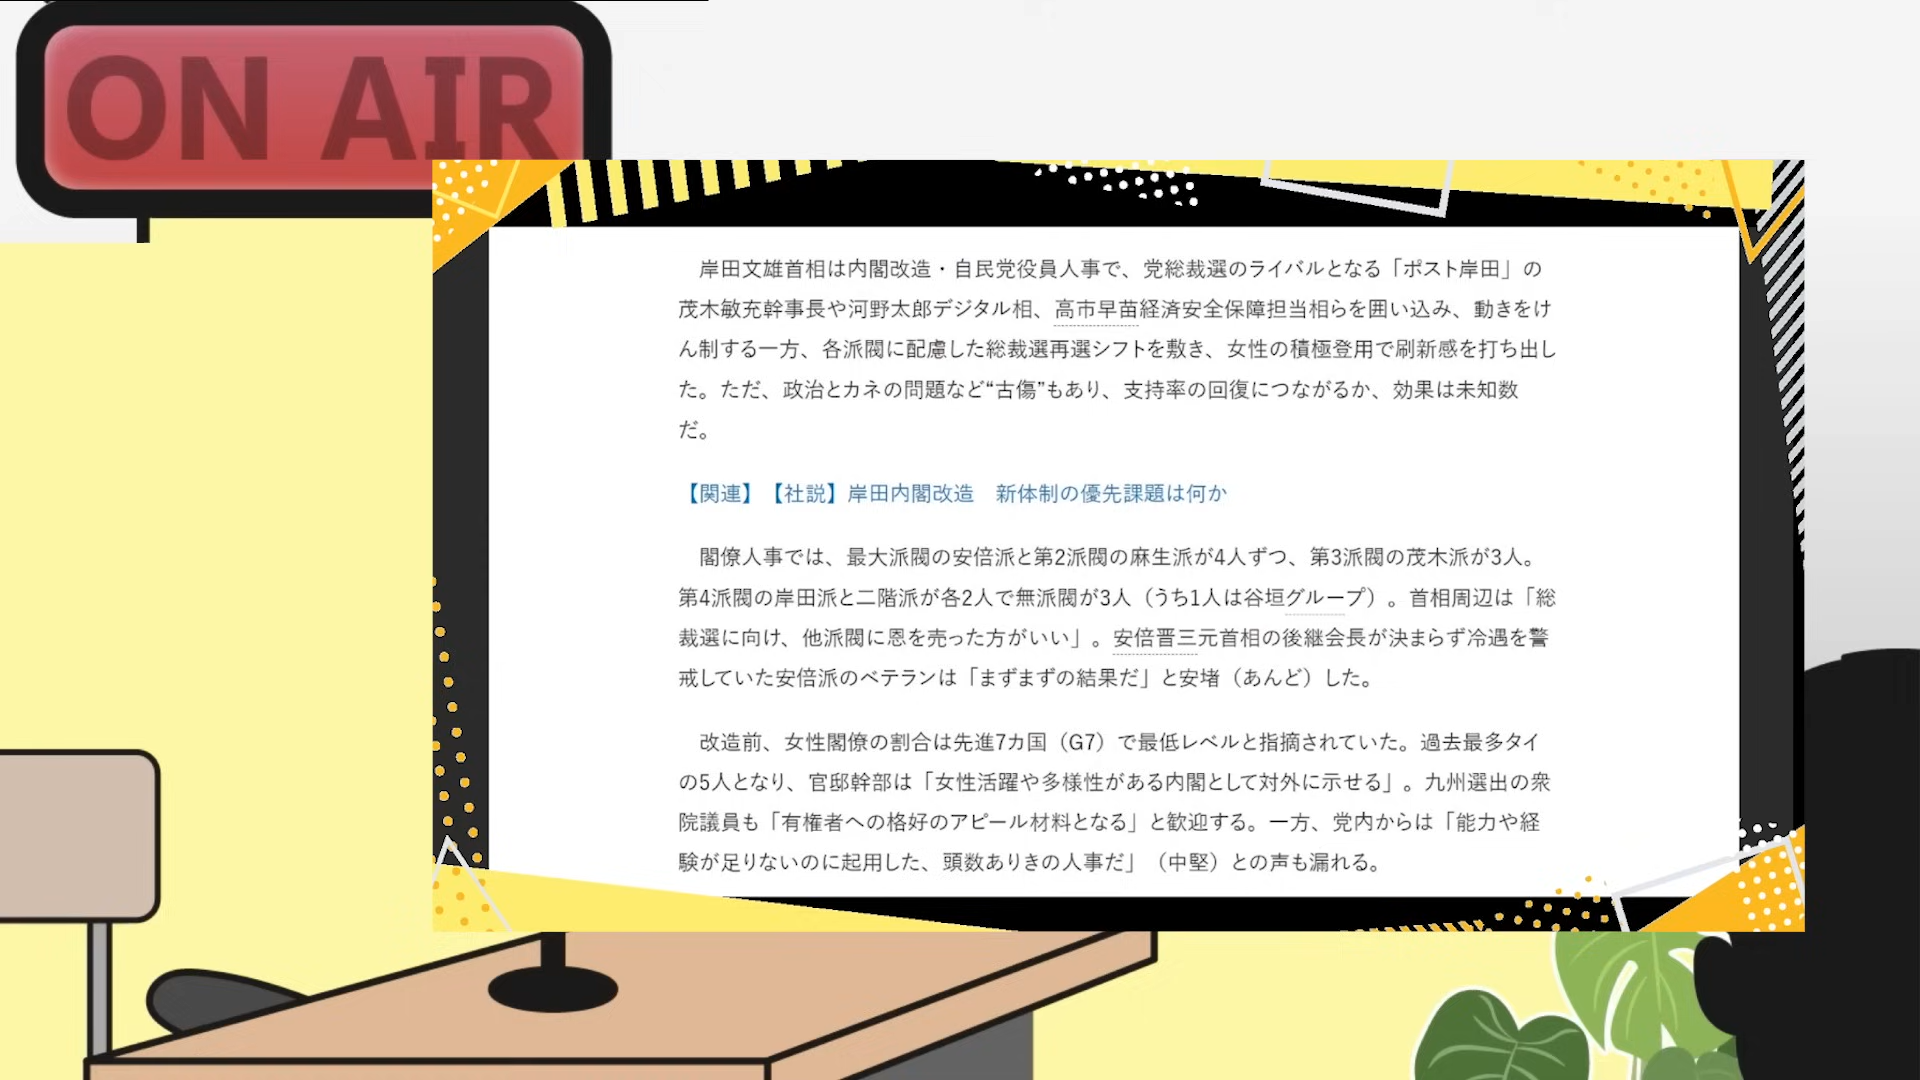 ON AIR
岸田文雄首相は内閣改造・自民党役員人事で、党総裁選のライバルとなる「ポスト岸田」の
茂木敏充幹事長や河野太郎デジタル相、高市早苗経済安全保障担当相らを囲い込み、動きをけ
ん制する一方、各派閥に配慮した総裁選再選シフトを敷き、女性の積極登用で刷新感を打ち出し
た。ただ、政治とカネの問題など“古傷”もあり、支持率の回復につながるか、効果は未知数
だ。
【関連】【社説】岸田内閣改造　新体制の優先課題は何か
閣僚人事では、最大派閥の安倍派と第2派閥の麻生派が4人ずつ、第3派閥の茂木派が3人。
第4派閥の岸田派と二階派が各2人で無派閥が3人（うち1人は谷垣グループ）。首相周辺は「総
裁選に向け、他派閥に恩を売った方がいい」。安倍晋三元首相の後継会長が決まらず冷遇を警
戒していた安倍派のベテランは「まずまずの結果だ」と安堵（あんど）した。
改造前、女性閣僚の割合は先進7カ国（G7）で最低レベルと指摘されていた。過去最多タイ
の5人となり、官邸幹部は「女性活躍や多様性がある内閣として対外に示せる」。九州選出の衆
院議員も「有権者への格好のアピール材料となる」と歓迎する。一方、党内からは「能力や経
験が足りないのに起用した、頭数ありきの人事だ」（中堅）との声も漏れる。